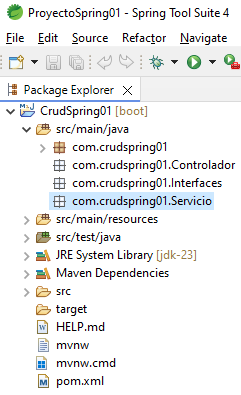 ProyectoSpring01 - Spring Tool Suite 4
File Edit Source Refactor Navigate
Package Explorer
CrudSpring01 [boot]
src/main/java
com.crudspring01
com.crudspring01.Controlador
com.crudspring01.Interfaces
com.crudspring01.Servicio
src/main/resources
src/test/java
JRE System Library [jdk-23]
Maven Dependencies
src
target
HELP.md
mvnw
mvnw.cmd
pom.xml